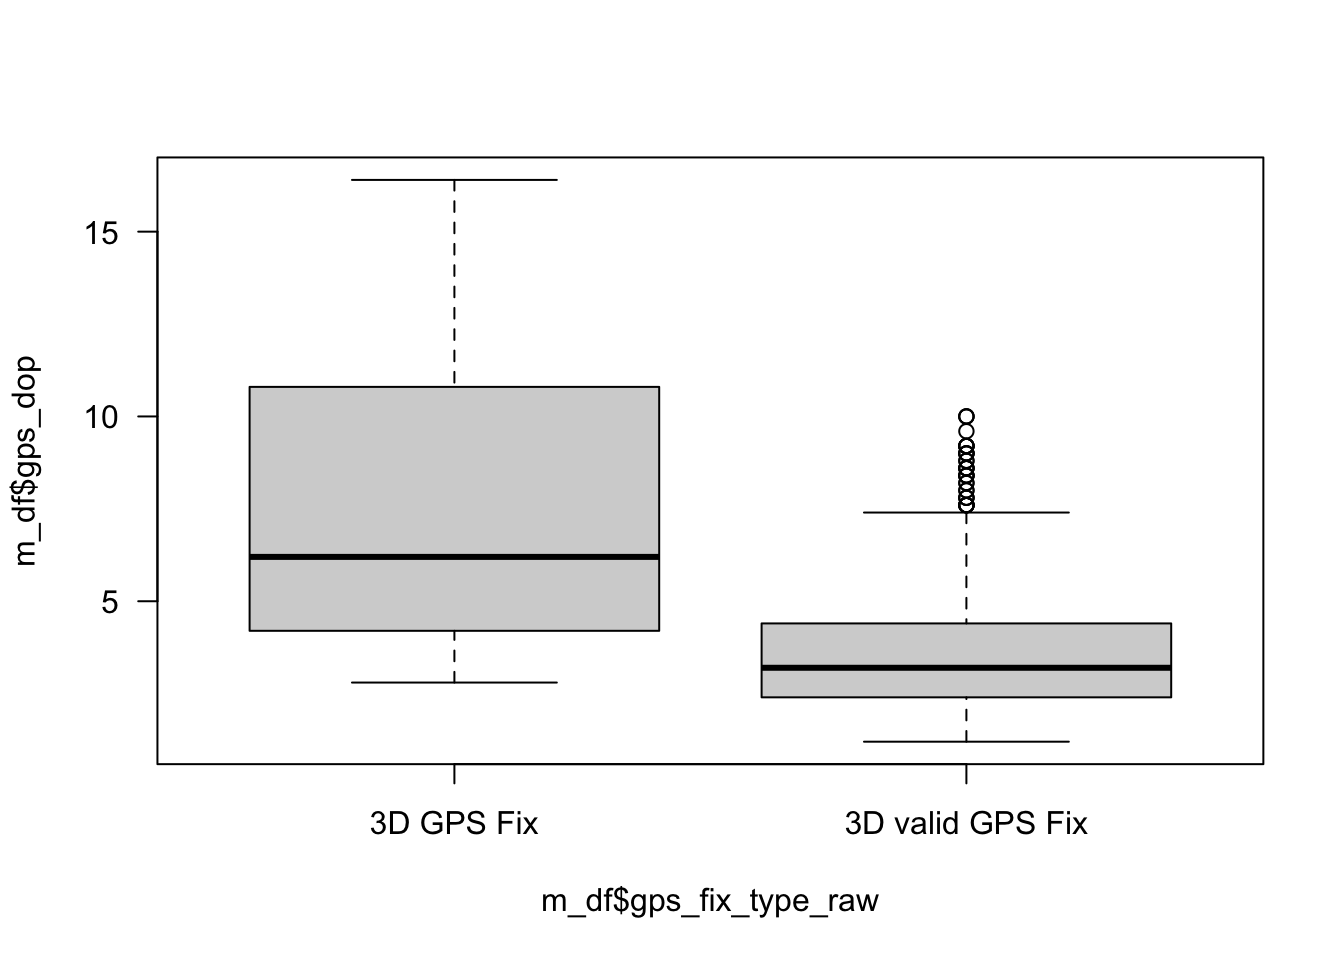 m_df$gps_dop
15
10
5
3D GPS Fix
3D valid GPS Fix
m_df$gps_fix_type_raw